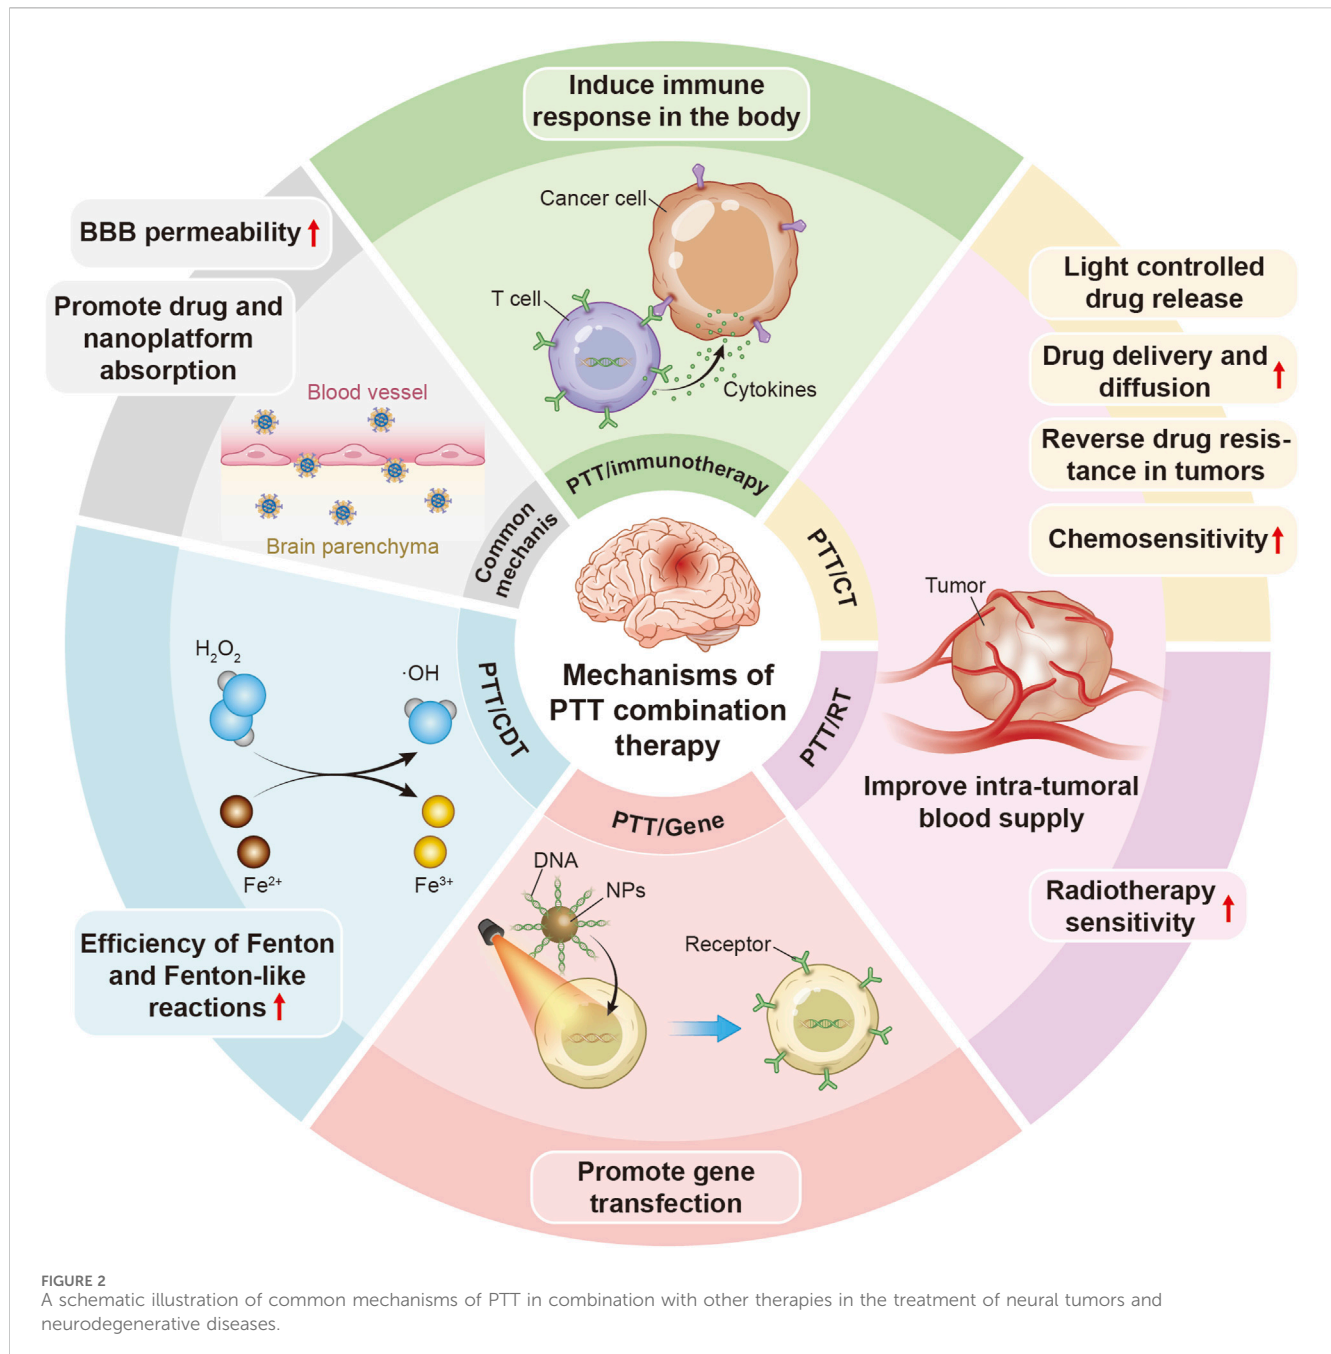 Induce immune
response in the body
Cancer cell
T cell
Cytokines
PTT/immunotherapy
BBB permeability
Promote drug and
nanoplatform
absorption
Blood vessel
Brain parenchyma
Common
mechanis
Light controlled
drug release
Drug delivery and
diffusion
Reverse drug resis-
tance in tumors
Chemosensitivity
PTT/CT
Tumor
Mechanisms of
PTT combination
therapy
PTT/RT
Improve intra-tumoral
blood supply
Radiotherapy
sensitivity
PTT/CDT
H₂O₂
·OH
Fe²⁺
Fe³⁺
Efficiency of Fenton
and Fenton-like
reactions
PTT/Gene
DNA
NPs
Receptor
Promote gene
transfection
FIGURE 2
A schematic illustration of common mechanisms of PTT in combination with other therapies in the treatment of neural tumors and
neurodegenerative diseases.